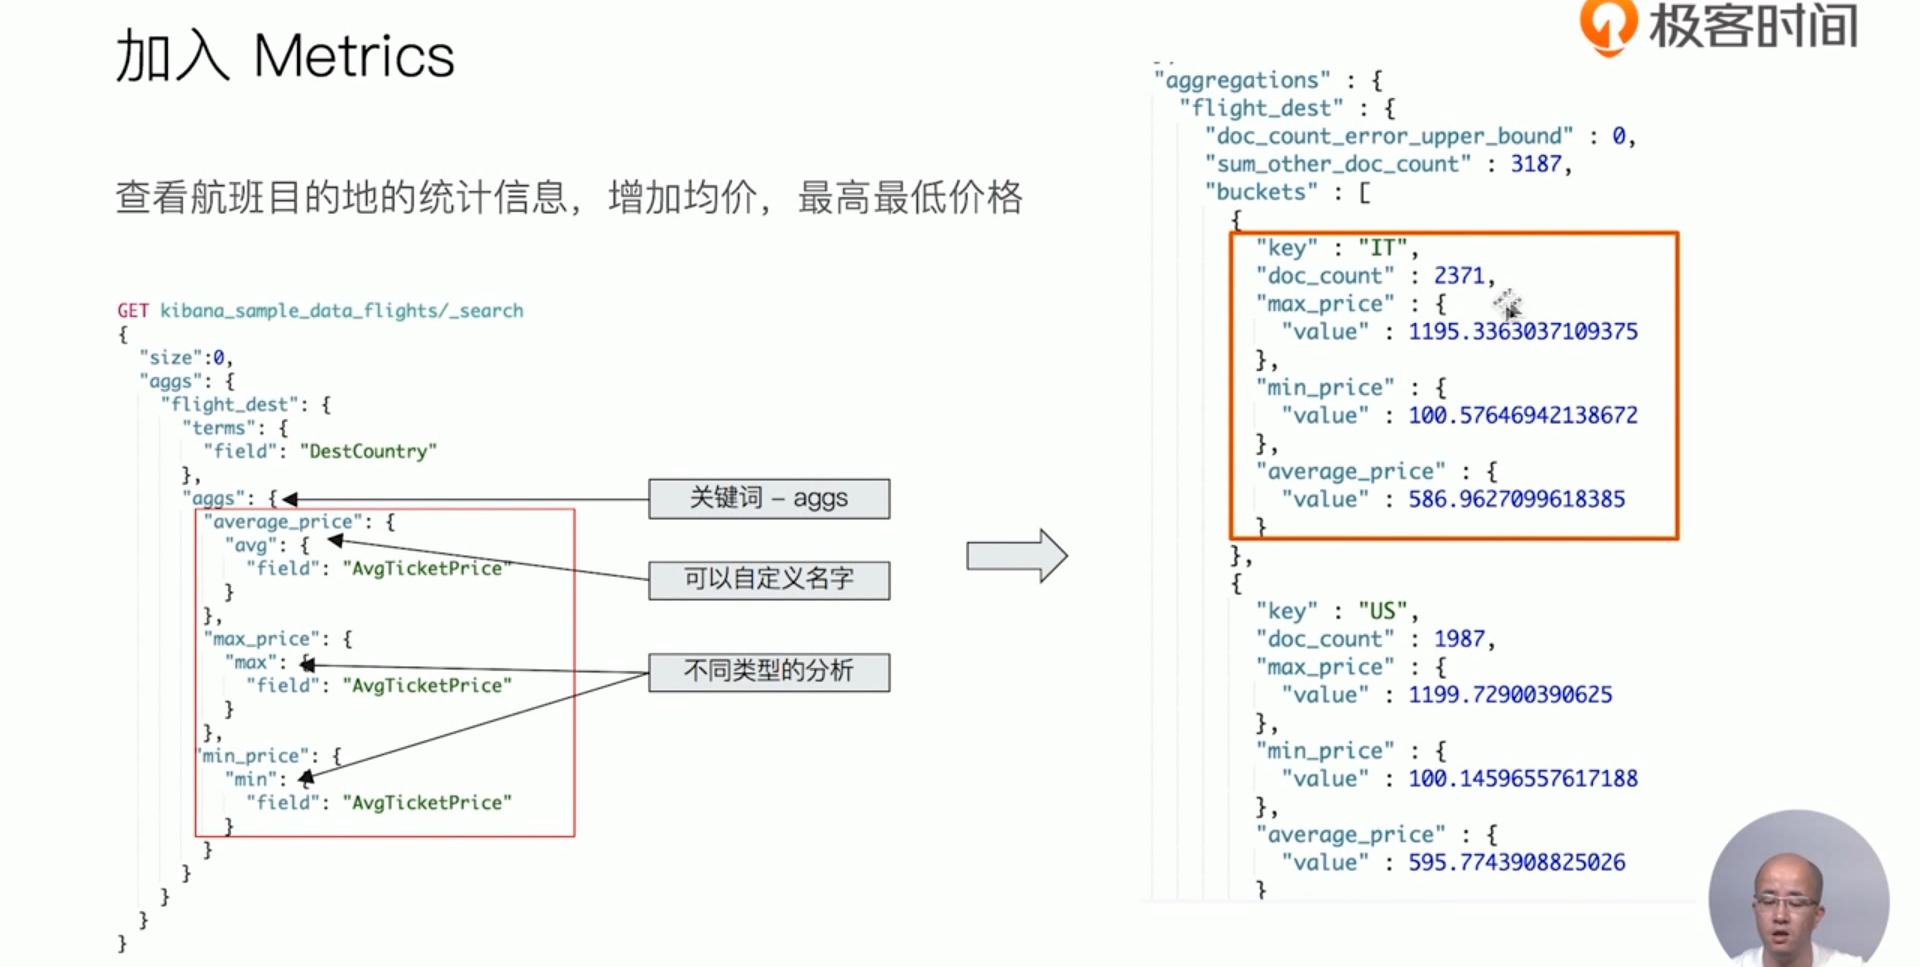 加入 Metrics
极客时间
查看航班目的地的统计信息，增加均价，最高最低价格
GET kibana_sample_data_flights/_search
{
"size":0,
"aggs": {
"flight_dest": {
"terms": {
"field": "DestCountry"
},
"aggs": {
"average_price": {
"avg": {
"field": "AvgTicketPrice"
}
},
"max_price": {
"max": {
"field": "AvgTicketPrice"
}
},
"min_price": {
"min": {
"field": "AvgTicketPrice"
}
}
}
}
}
}
关键词 – aggs
可以自定义名字
不同类型的分析
"aggregations" : {
"flight_dest" : {
"doc_count_error_upper_bound" : 0,
"sum_other_doc_count" : 3187,
"buckets" : [
{
"key" : "IT",
"doc_count" : 2371,
"max_price" : {
"value" : 1195.3363037109375
},
"min_price" : {
"value" : 100.57646942138672
},
"average_price" : {
"value" : 586.9627099618385
}
},
{
"key" : "US",
"doc_count" : 1987,
"max_price" : {
"value" : 1199.72900390625
},
"min_price" : {
"value" : 100.14596557617188
},
"average_price" : {
"value" : 595.7743908825026
}